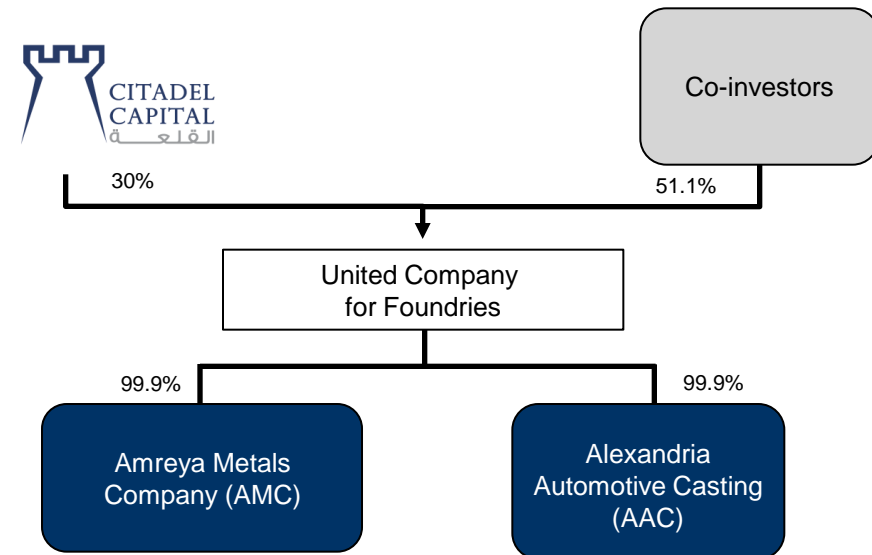 CITADEL
CAPITAL
القلعة
Co-investors
30%
51.1%
United Company
for Foundries
99.9%
99.9%
Amreya Metals
Company (AMC)
Alexandria
Automotive Casting
(AAC)